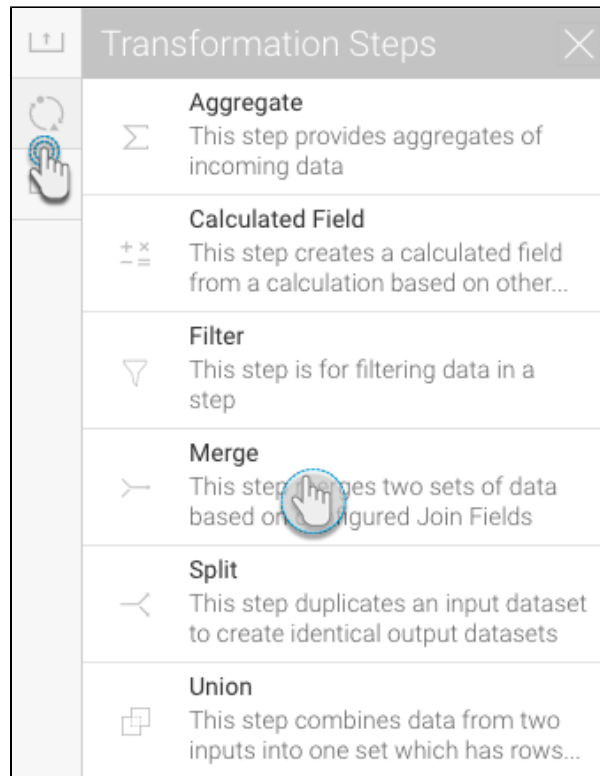 Transformation Steps
Aggregate
This step provides aggregates of
incoming data
Calculated Field
This step creates a calculated field
from a calculation based on other...
Filter
This step is for filtering data in a
step
Merge
This step ges two sets of data
based on gured Join Fields
Split
This step duplicates an input dataset
to create identical output datasets
Union
This step combines data from two
inputs into one set which has rows...